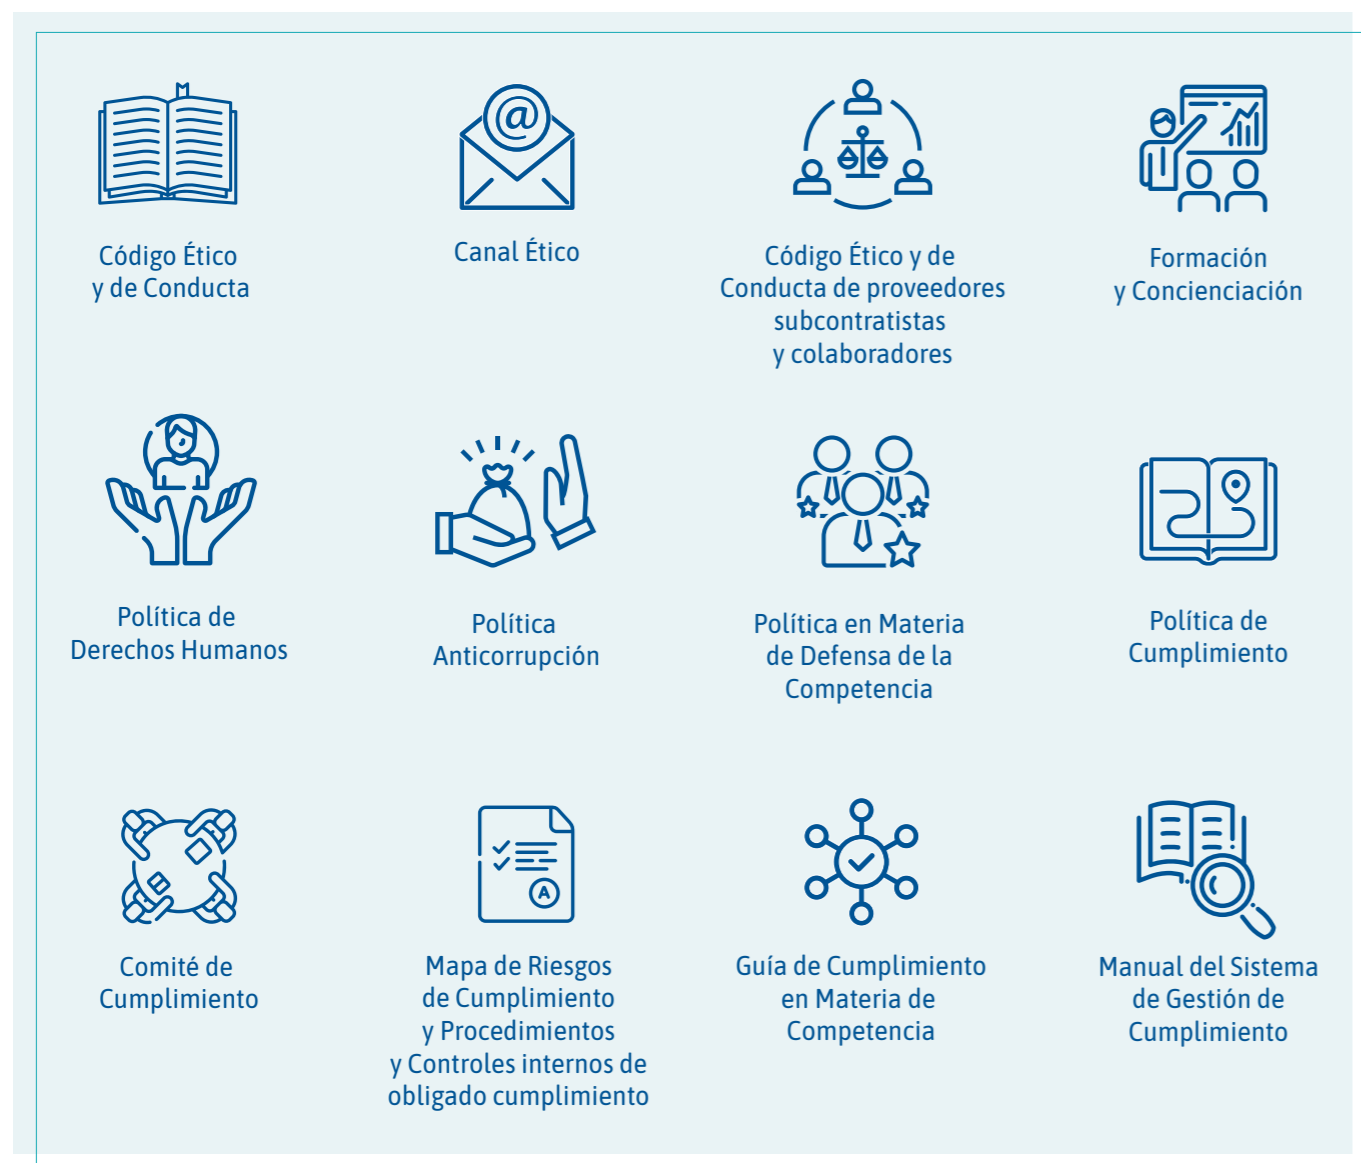 @
Código Ético
y de Conducta
Canal Ético
Código Ético y de
Conducta de proveedores
subcontratistas
y colaboradores
Formación
y Concienciación
Política de
Derechos Humanos
Política
Anticorrupción
Política en Materia
de Defensa de la
Competencia
Política de
Cumplimiento
Comité de
Cumplimiento
A
Mapa de Riesgos
de Cumplimiento
y Procedimientos
y Controles internos de
obligado cumplimiento
Guía de Cumplimiento
en Materia de
Competencia
Manual del Sistema
de Gestión de
Cumplimiento